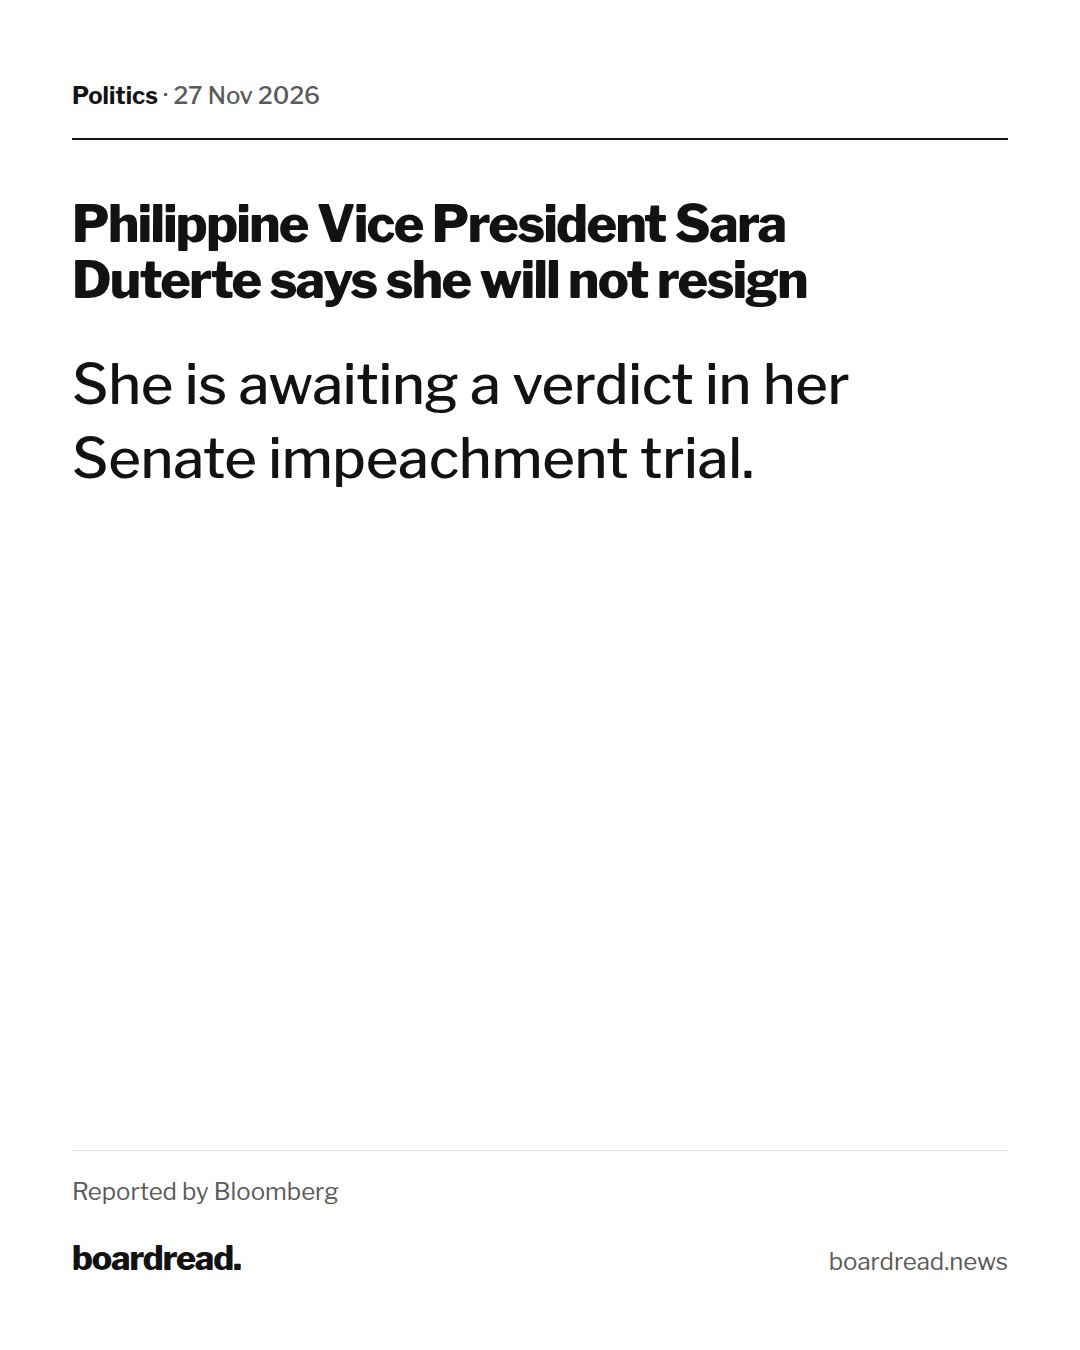 Politics · 27 Nov 2026
Philippine Vice President Sara
Duterte says she will not resign
She is awaiting a verdict in her
Senate impeachment trial.
Reported by Bloomberg
boardread.
boardread.news